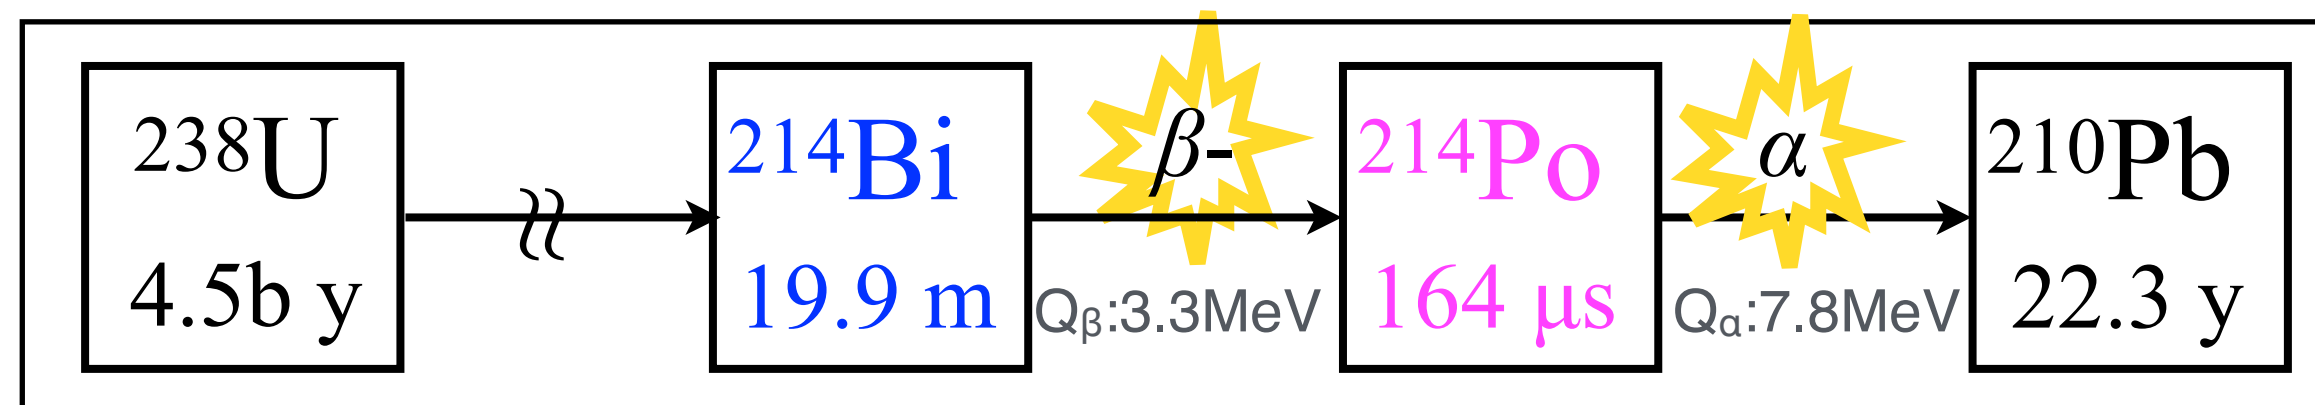 ²³⁸U
4.5b y
²¹⁴Bi
19.9 m
β-
Qᵦ:3.3MeV
²¹⁴Po
164 μs
α
Qα:7.8MeV
²¹⁰Pb
22.3 y